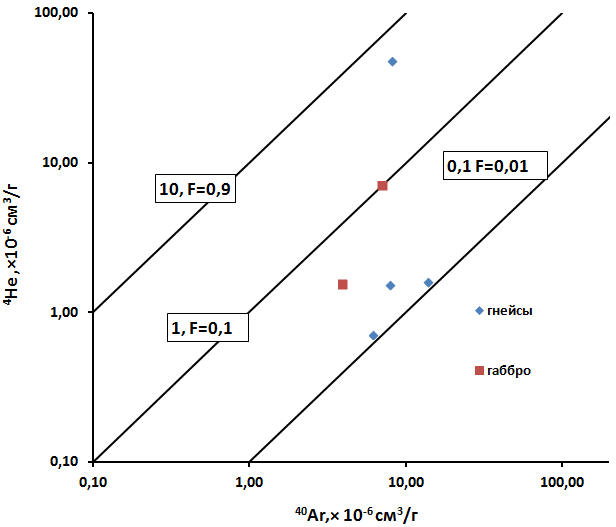 100,00
⁴He,×10⁻⁶ см³/г
10,00
10, F=0,9
0,1 F=0,01
1,00
1, F=0,1
гнейсы
габбро
0,10
0,10
1,00
10,00
100,00
⁴⁰Ar,× 10⁻⁶ см³/г